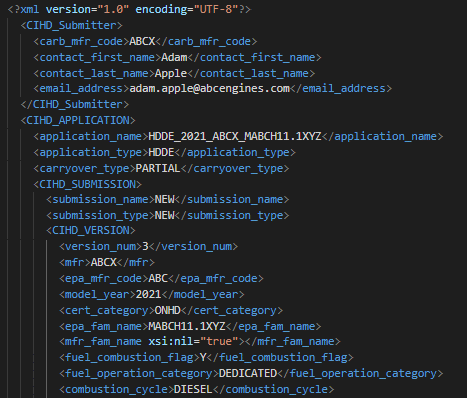 <?xml version="1.0" encoding="UTF-8"?>
<CIHD_Submitter>
<carb_mfr_code>ABCX</carb_mfr_code>
<contact_first_name>Adam</contact_first_name>
<contact_last_name>Apple</contact_last_name>
<email_address>adam.apple@abcengines.com</email_address>
</CIHD_Submitter>
<CIHD_APPLICATION>
<application_name>HDDE_2021_ABCX_MABCH11.1XYZ</application_name>
<application_type>HDDE</application_type>
<carryover_type>PARTIAL</carryover_type>
<CIHD_SUBMISSION>
<submission_name>NEW</submission_name>
<submission_type>NEW</submission_type>
<CIHD_VERSION>
<version_num>3</version_num>
<mfr>ABCX</mfr>
<epa_mfr_code>ABC</epa_mfr_code>
<model_year>2021</model_year>
<cert_category>ONHD</cert_category>
<epa_fam_name>MABCH11.1XYZ</epa_fam_name>
<mfr_fam_name xsi:nil="true"></mfr_fam_name>
<fuel_combustion_flag>Y</fuel_combustion_flag>
<fuel_operation_category>DEDICATED</fuel_operation_category>
<combustion_cycle>DIESEL</combustion_cycle>